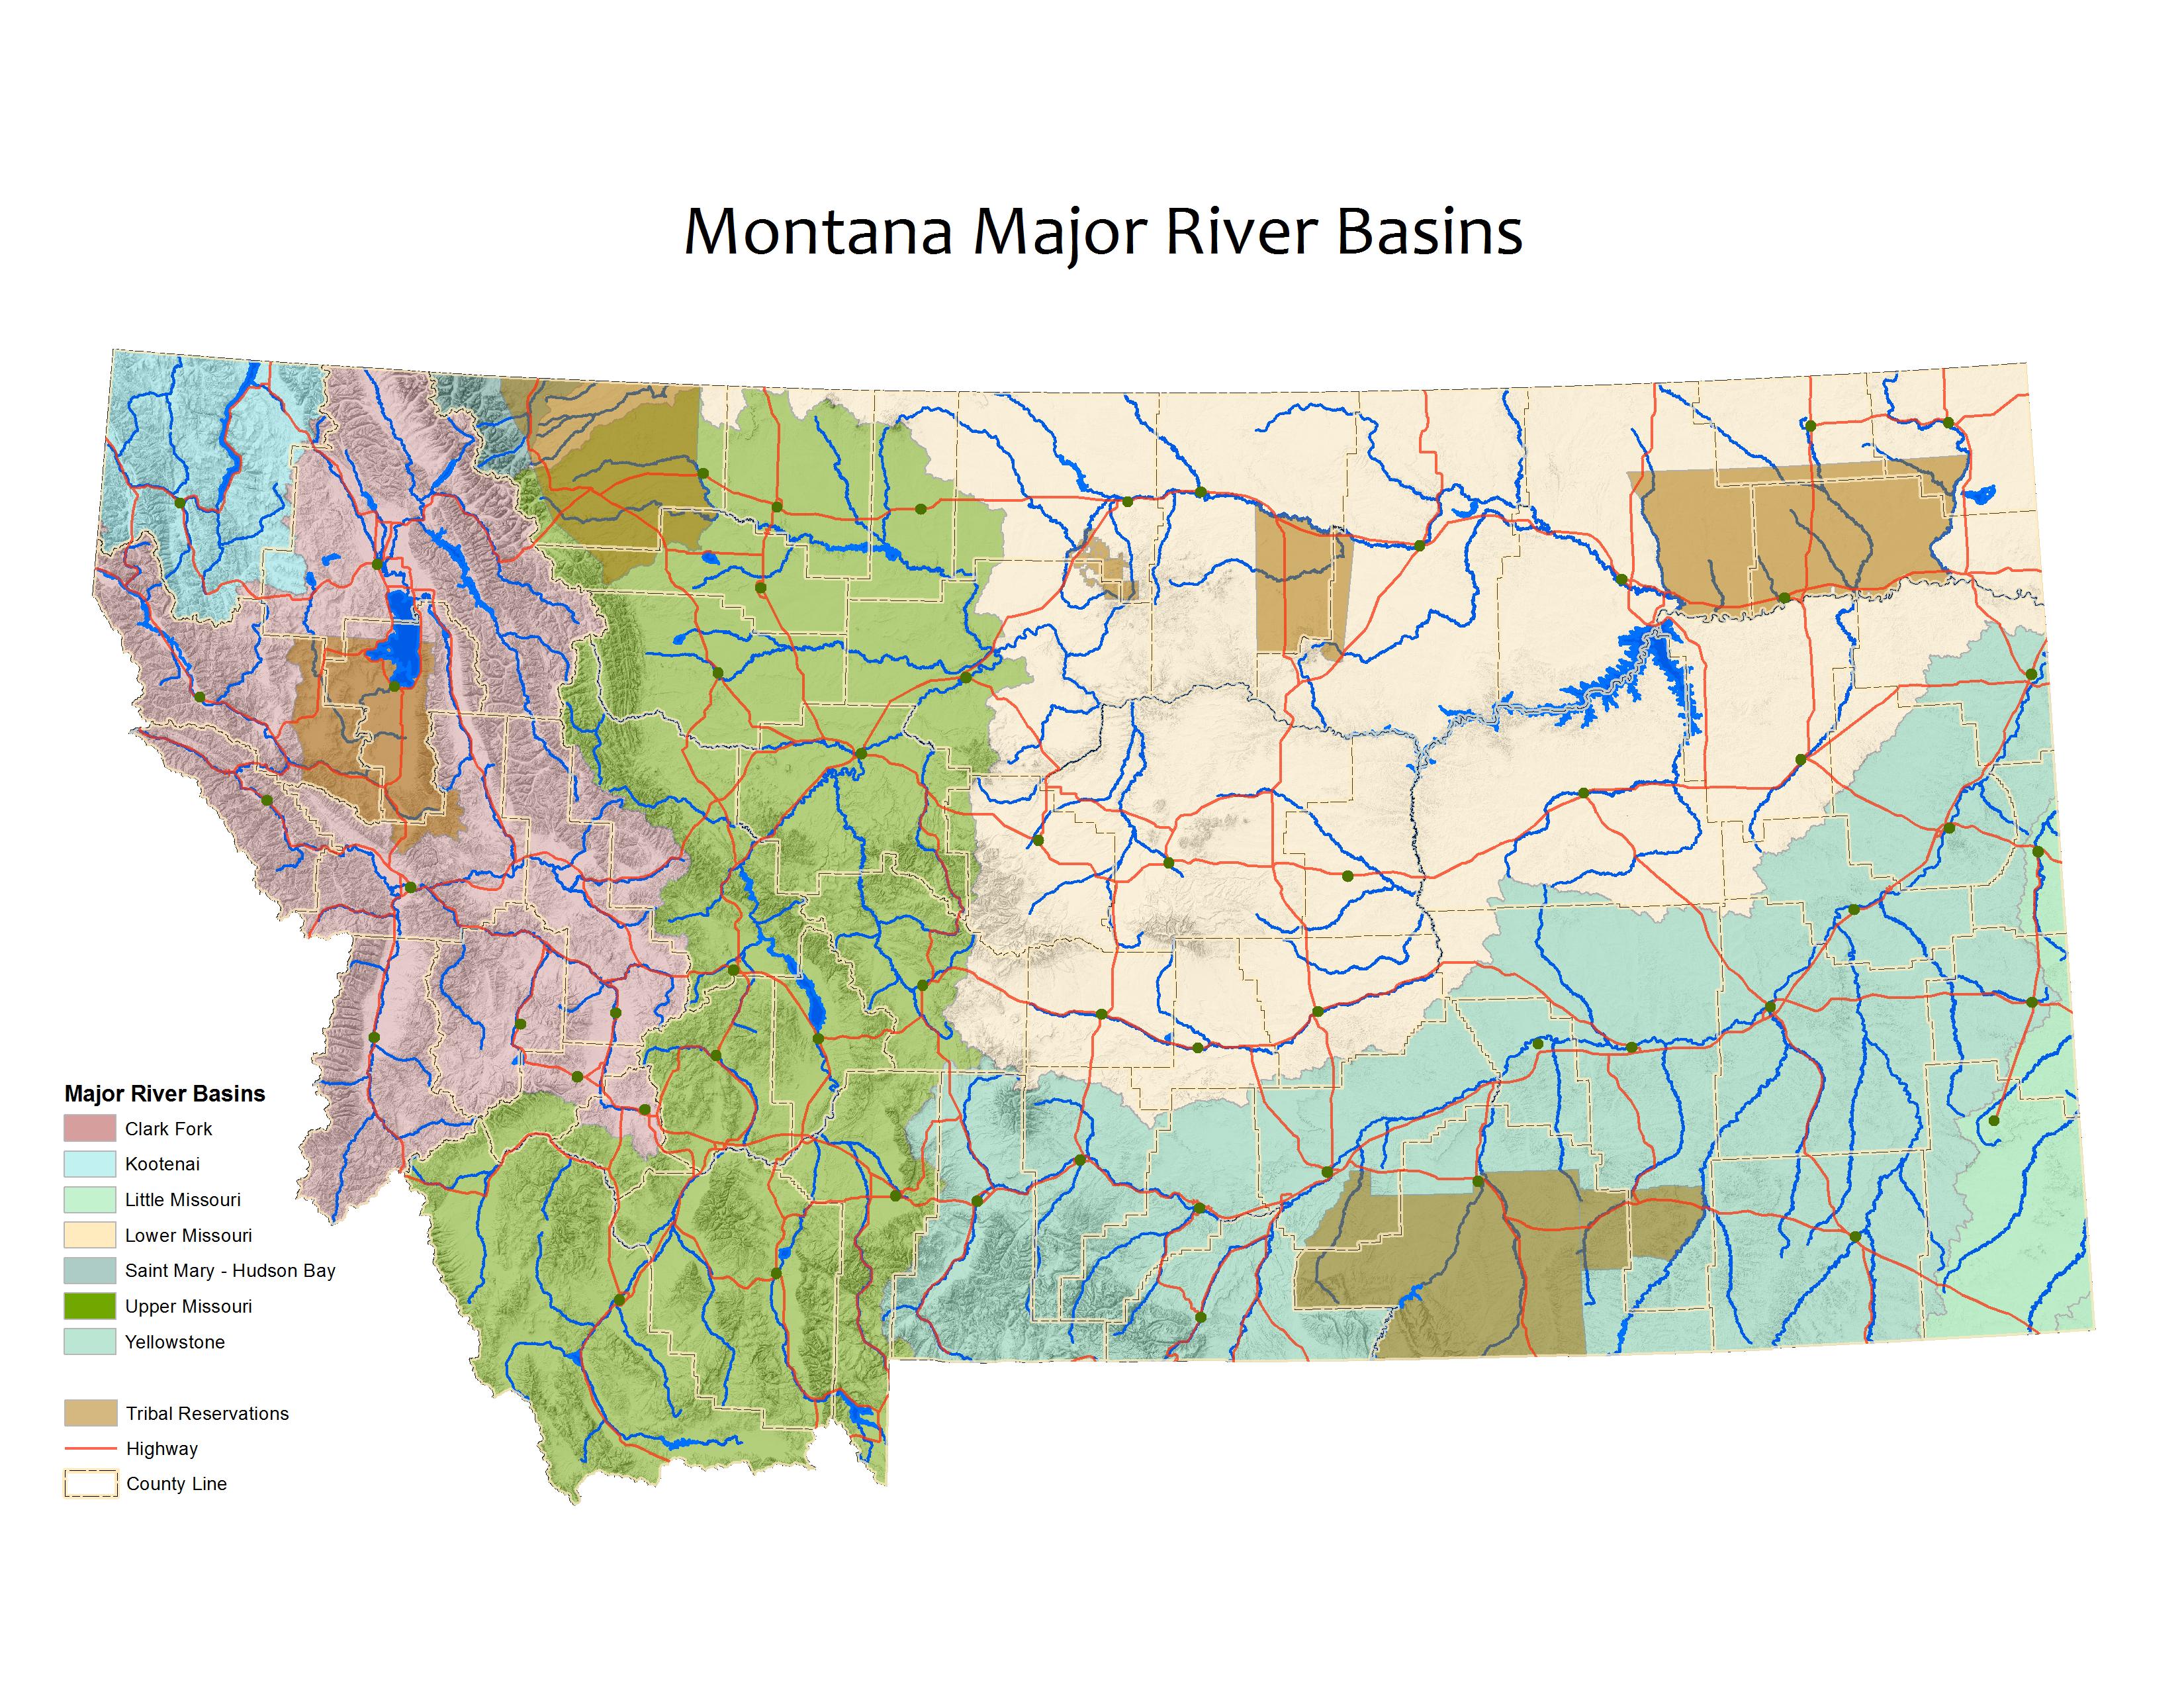 Montana Major River Basins
Major River Basins
Clark Fork
Kootenai
Little Missouri
Lower Missouri
Saint Mary - Hudson Bay
Upper Missouri
Yellowstone
Tribal Reservations
Highway
County Line